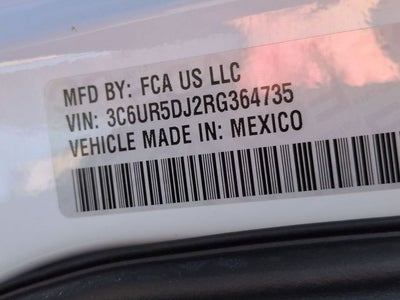 MFD BY: FCA US LLC
VIN: 3C6UR5DJ2RG364735
VEHICLE MADE IN: MEXICO